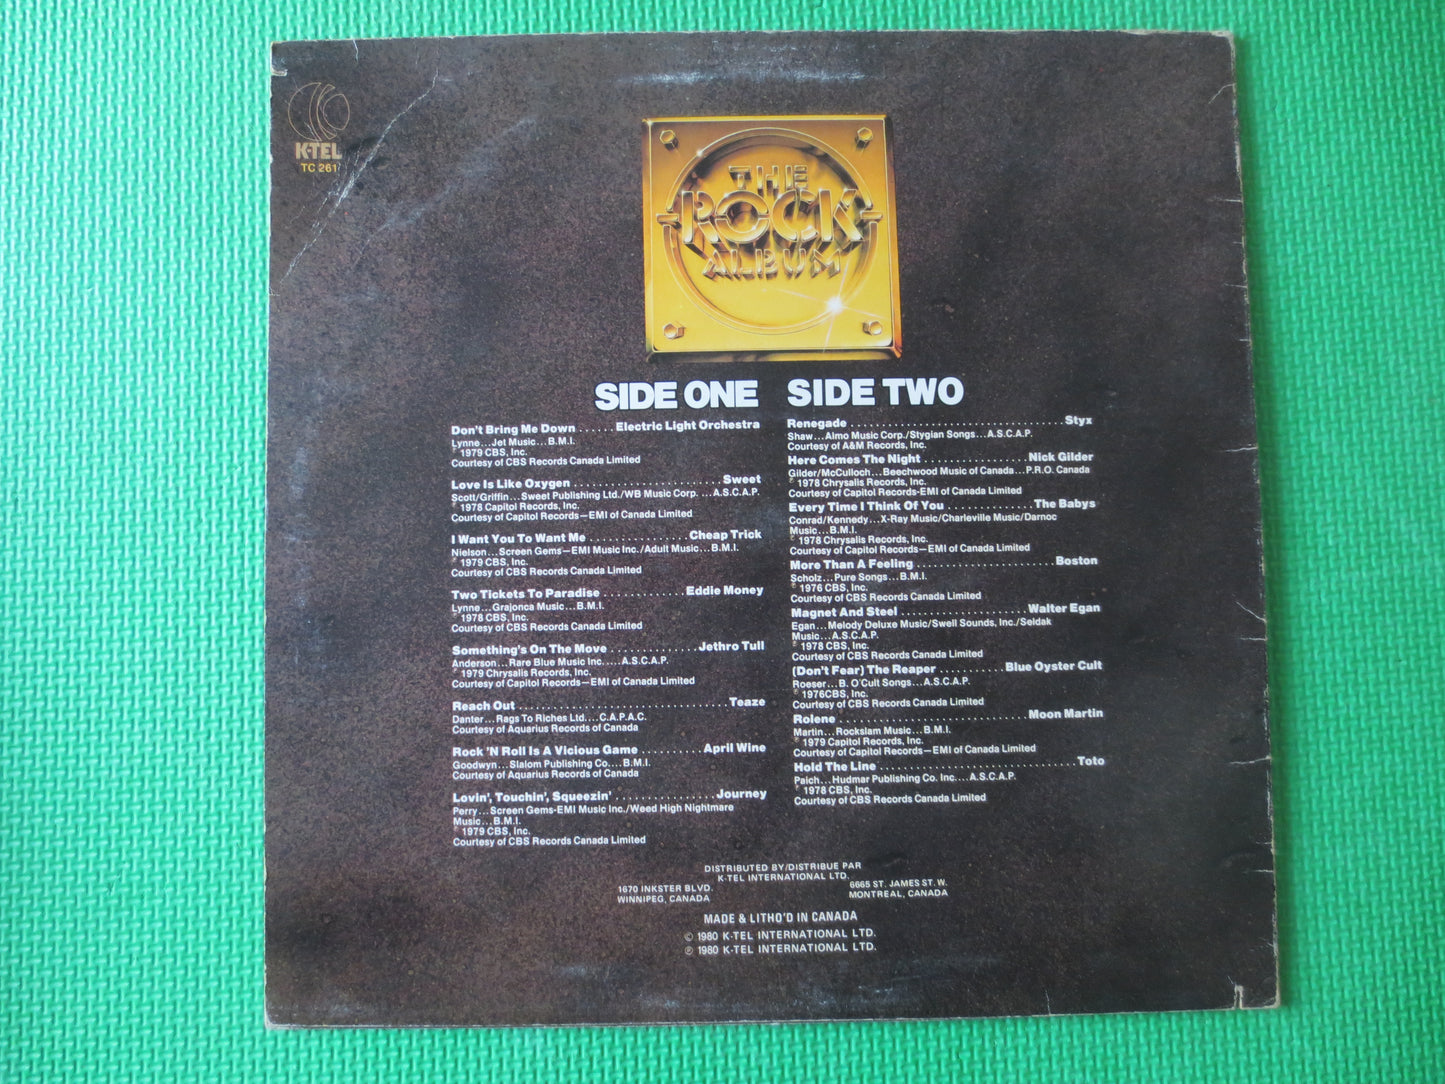 K-TEL
TC 261
THE
ROCK
ALBUM
SIDE ONE
Don't Bring Me Down ...... Electric Light Orchestra
Lynne...Jet Music...B.M.I.
℗ 1979 CBS, Inc.
Courtesy of CBS Records Canada Limited
Love Is Like Oxygen ...................... Sweet
Scott/Griffin...Sweet Publishing Ltd./WB Music Corp. ...A.S.C.A.P.
℗ 1978 Capitol Records, Inc.
Courtesy of Capitol Records—EMI of Canada Limited
I Want You To Want Me ............... Cheap Trick
Nielson...Screen Gems—EMI Music Inc./Adult Music...B.M.I.
℗ 1979 CBS, Inc.
Courtesy of CBS Records Canada Limited
Two Tickets To Paradise ............ Eddie Money
Lynne...Grajonca Music...B.M.I.
℗ 1978 CBS, Inc.
Courtesy of CBS Records Canada Limited
Something's On The Move ............. Jethro Tull
Anderson...Rare Blue Music Inc.....A.S.C.A.P.
℗ 1979 Chrysalis Records, Inc.
Courtesy of Capitol Records—EMI of Canada Limited
Reach Out ................................ Teaze
Danter...Rags To Riches Ltd....C.A.P.A.C.
Courtesy of Aquarius Records of Canada
Rock 'N Roll Is A Vicious Game .......... April Wine
Goodwyn...Slalom Publishing Co....B.M.I.
Courtesy of Aquarius Records of Canada
Lovin', Touchin', Squeezin' ............... Journey
Perry...Screen Gems-EMI Music Inc./Weed High Nightmare
Music...B.M.I.
℗ 1979 CBS, Inc.
Courtesy of CBS Records Canada Limited
SIDE TWO
Renegade ................................. Styx
Shaw...Almo Music Corp./Stygian Songs...A.S.C.A.P.
Courtesy of A&M Records, Inc.
Here Comes The Night ................ Nick Gilder
Gilder/McCulloch...Beechwood Music of Canada...P.R.O. Canada
℗ 1978 Chrysalis Records, Inc.
Courtesy of Capitol Records-EMI of Canada Limited
Every Time I Think Of You ............. The Babys
Conrad/Kennedy...X-Ray Music/Charleville Music/Darnoc
Music...B.M.I.
℗ 1978 Chrysalis Records, Inc.
Courtesy of Capitol Records—EMI of Canada Limited
More Than A Feeling ..................... Boston
Scholz...Pure Songs...B.M.I.
℗ 1976 CBS, Inc.
Courtesy of CBS Records Canada Limited
Magnet And Steel ................... Walter Egan
Egan...Melody Deluxe Music/Swell Sounds, Inc./Seldak
Music...A.S.C.A.P.
℗ 1978 CBS, Inc.
Courtesy of CBS Records Canada Limited
(Don't Fear) The Reaper .......... Blue Oyster Cult
Roeser...B. O'Cult Songs...A.S.C.A.P.
℗ 1976CBS, Inc.
Courtesy of CBS Records Canada Limited
Rolene ............................. Moon Martin
Martin...Rockslam Music...B.M.I.
℗ 1979 Capitol Records, Inc.
Courtesy of Capitol Records—EMI of Canada Limited
Hold The Line .............................. Toto
Paich...Hudmar Publishing Co. Inc....A.S.C.A.P.
℗ 1978 CBS, Inc.
Courtesy of CBS Records Canada Limited
DISTRIBUTED BY/DISTRIBUE PAR
K-TEL INTERNATIONAL LTD.
1670 INKSTER BLVD. 6665 ST. JAMES ST. W.
WINNIPEG, CANADA MONTREAL, CANADA
MADE & LITHO'D IN CANADA
© 1980 K-TEL INTERNATIONAL LTD.
℗ 1980 K-TEL INTERNATIONAL LTD.